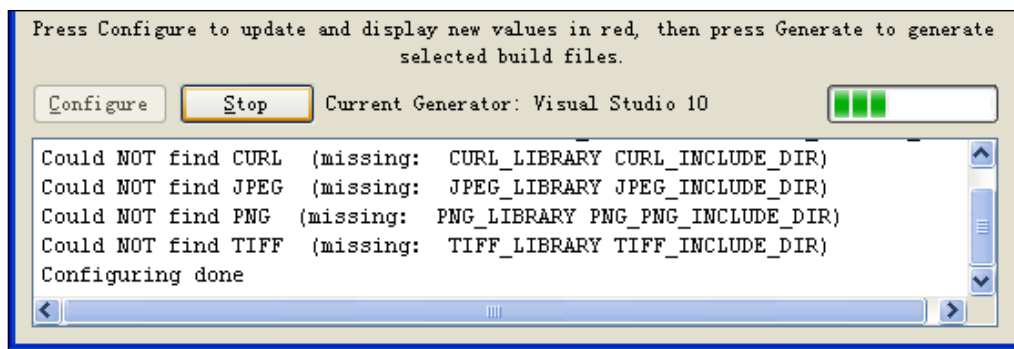 Press Configure to update and display new values in red, then press Generate to generate
selected build files.
Configure Stop Current Generator: Visual Studio 10
Could NOT find CURL (missing: CURL_LIBRARY CURL_INCLUDE_DIR)
Could NOT find JPEG (missing: JPEG_LIBRARY JPEG_INCLUDE_DIR)
Could NOT find PNG (missing: PNG_LIBRARY PNG_PNG_INCLUDE_DIR)
Could NOT find TIFF (missing: TIFF_LIBRARY TIFF_INCLUDE_DIR)
Configuring done